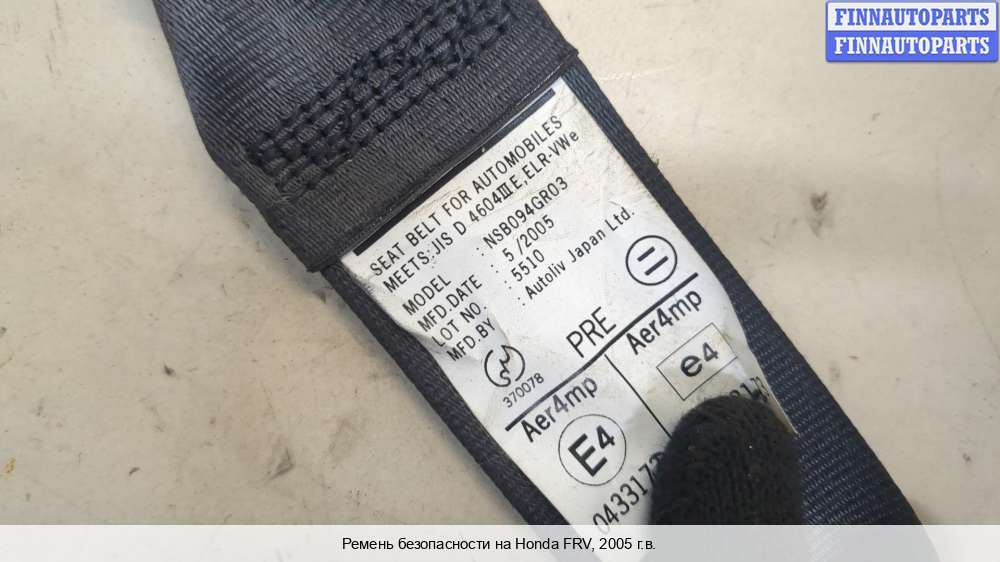 FINNAUTOPARTS
FINNAUTOPARTS
SEAT BELT FOR AUTOMOBILES
MEETS:JIS D 4604ⅢE,ELR-VWe
MODEL : NSB094GR03
MFD.DATE : 5/2005
LOT NO. : 5510
MFD.BY : Autoliv Japan Ltd.
370078
PRE
Aer4mp
E4
Aer4mp
e4
Ремень безопасности на Honda FRV, 2005 г.в.